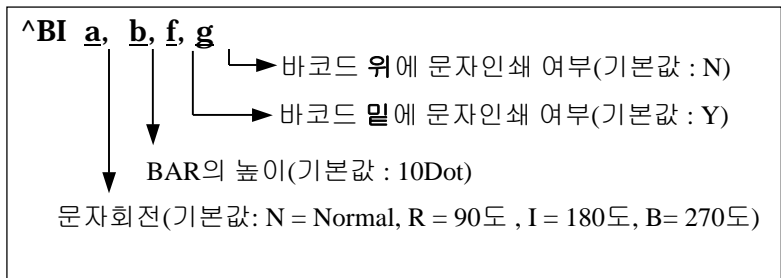 ^BI a, b, f, g
바코드 위에 문자인쇄 여부(기본값 : N)
바코드 밑에 문자인쇄 여부(기본값 : Y)
BAR의 높이(기본값 : 10Dot)
문자회전(기본값: N = Normal, R = 90도 , I = 180도, B= 270도)